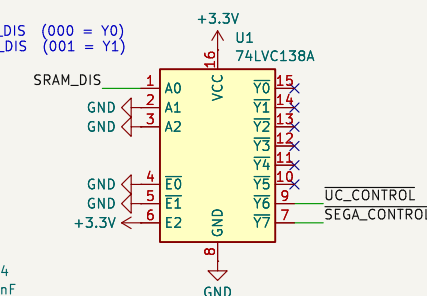 +3.3V
_DIS (000 = Y0)
_DIS (001 = Y1)
U1
74LVC138A
16
VCC
SRAM_DIS 1 A0 Y0 15
GND 2 A1 Y1 14
GND 3 A2 Y2 13
Y3 12
Y4 11
GND 4 E0 Y5 10
GND 5 E1 Y6 9 UC_CONTROL
+3.3V 6 E2 Y7 7 SEGA_CONTROL
GND
8
4
nF
GND